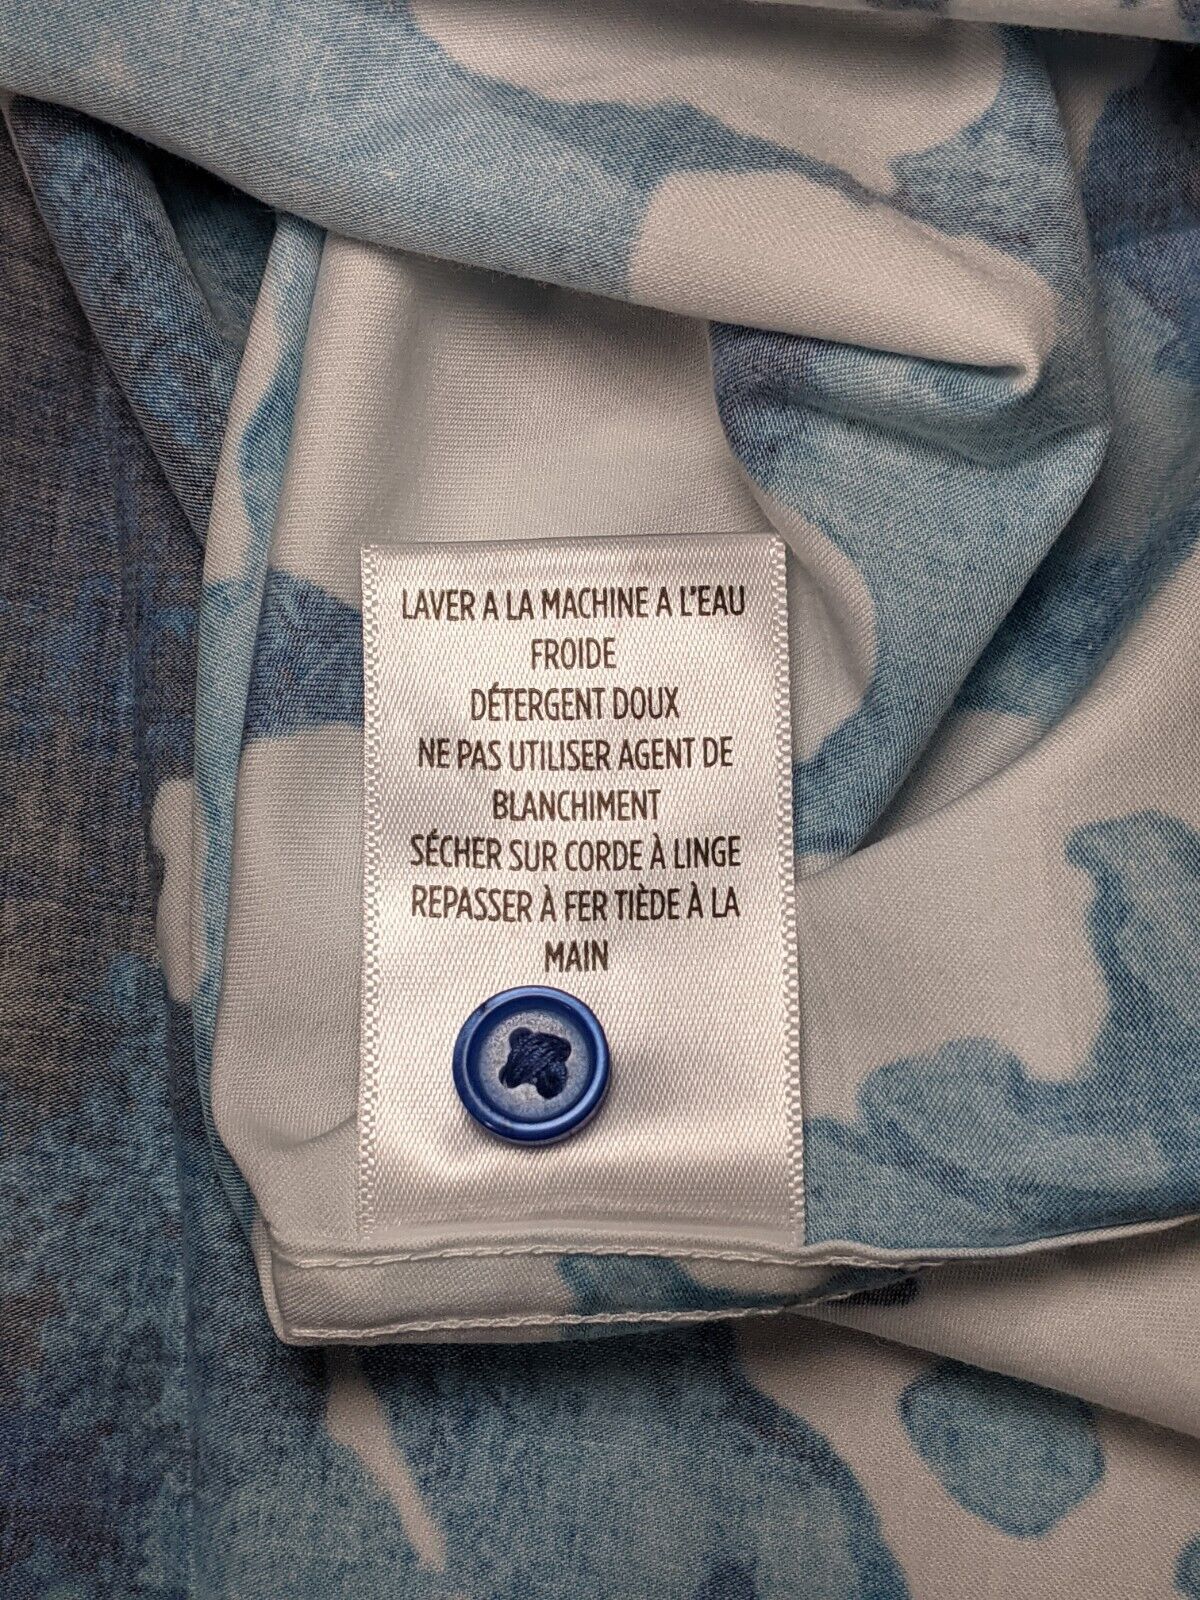 LAVER A LA MACHINE A L'EAU
FROIDE
DÉTERGENT DOUX
NE PAS UTILISER AGENT DE
BLANCHIMENT
SÉCHER SUR CORDE À LINGE
REPASSER À FER TIÈDE À LA
MAIN